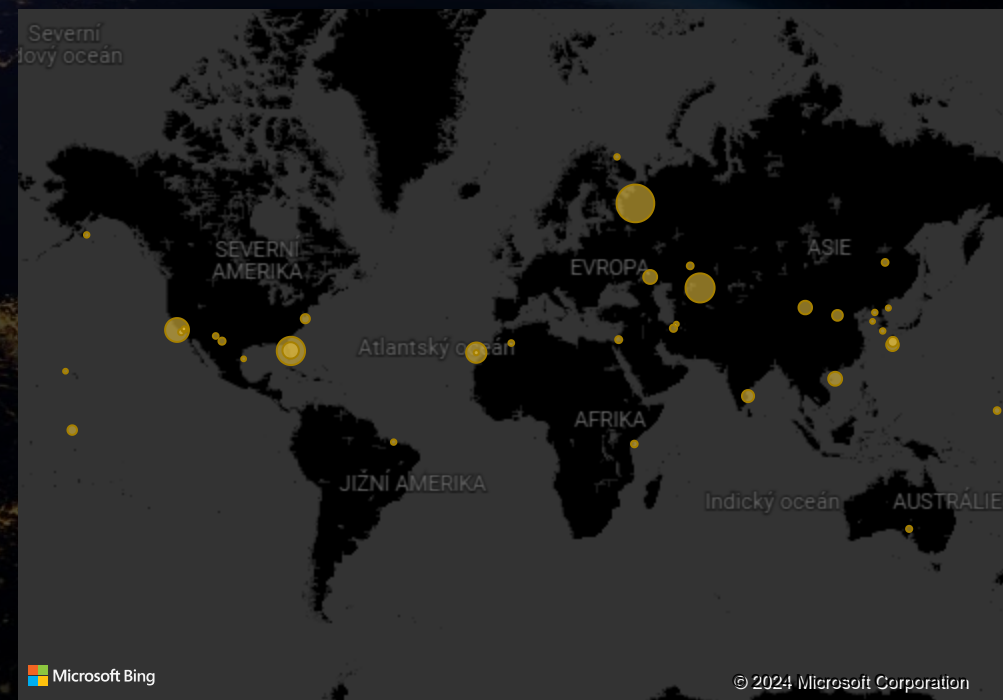 Severní
dový oceán
SEVERNÍ
AMERIKA
EVROPA
ASIE
Atlantský oceán
AFRIKA
JIŽNÍ AMERIKA
Indický oceán
AUSTRÁLIE
Microsoft Bing
© 2024 Microsoft Corporation